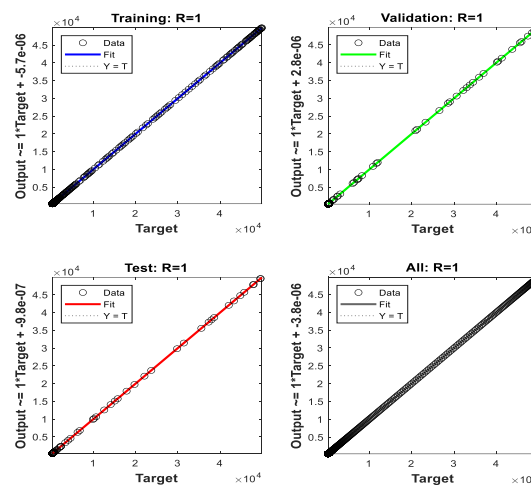 Training: R=1
×10⁴
Output ~= 1*Target + -5.7e-06
5
4.5
4
3.5
3
2.5
2
1.5
1
0.5
Data
Fit
Y = T
1 2 3 4
Target
×10⁴
Validation: R=1
×10⁴
Output ~= 1*Target + 2.8e-06
4.5
4
3.5
3
2.5
2
1.5
1
0.5
Data
Fit
Y = T
1 2 3 4
Target
×10
Test: R=1
×10⁴
Output ~= 1*Target + -9.8e-07
4.5
4
3.5
3
2.5
2
1.5
1
0.5
Data
Fit
Y = T
1 2 3 4
Target
×10⁴
All: R=1
×10⁴
Output ~= 1*Target + -3.8e-06
4.5
4
3.5
3
2.5
2
1.5
1
0.5
Data
Fit
Y = T
1 2 3 4
Target
×10